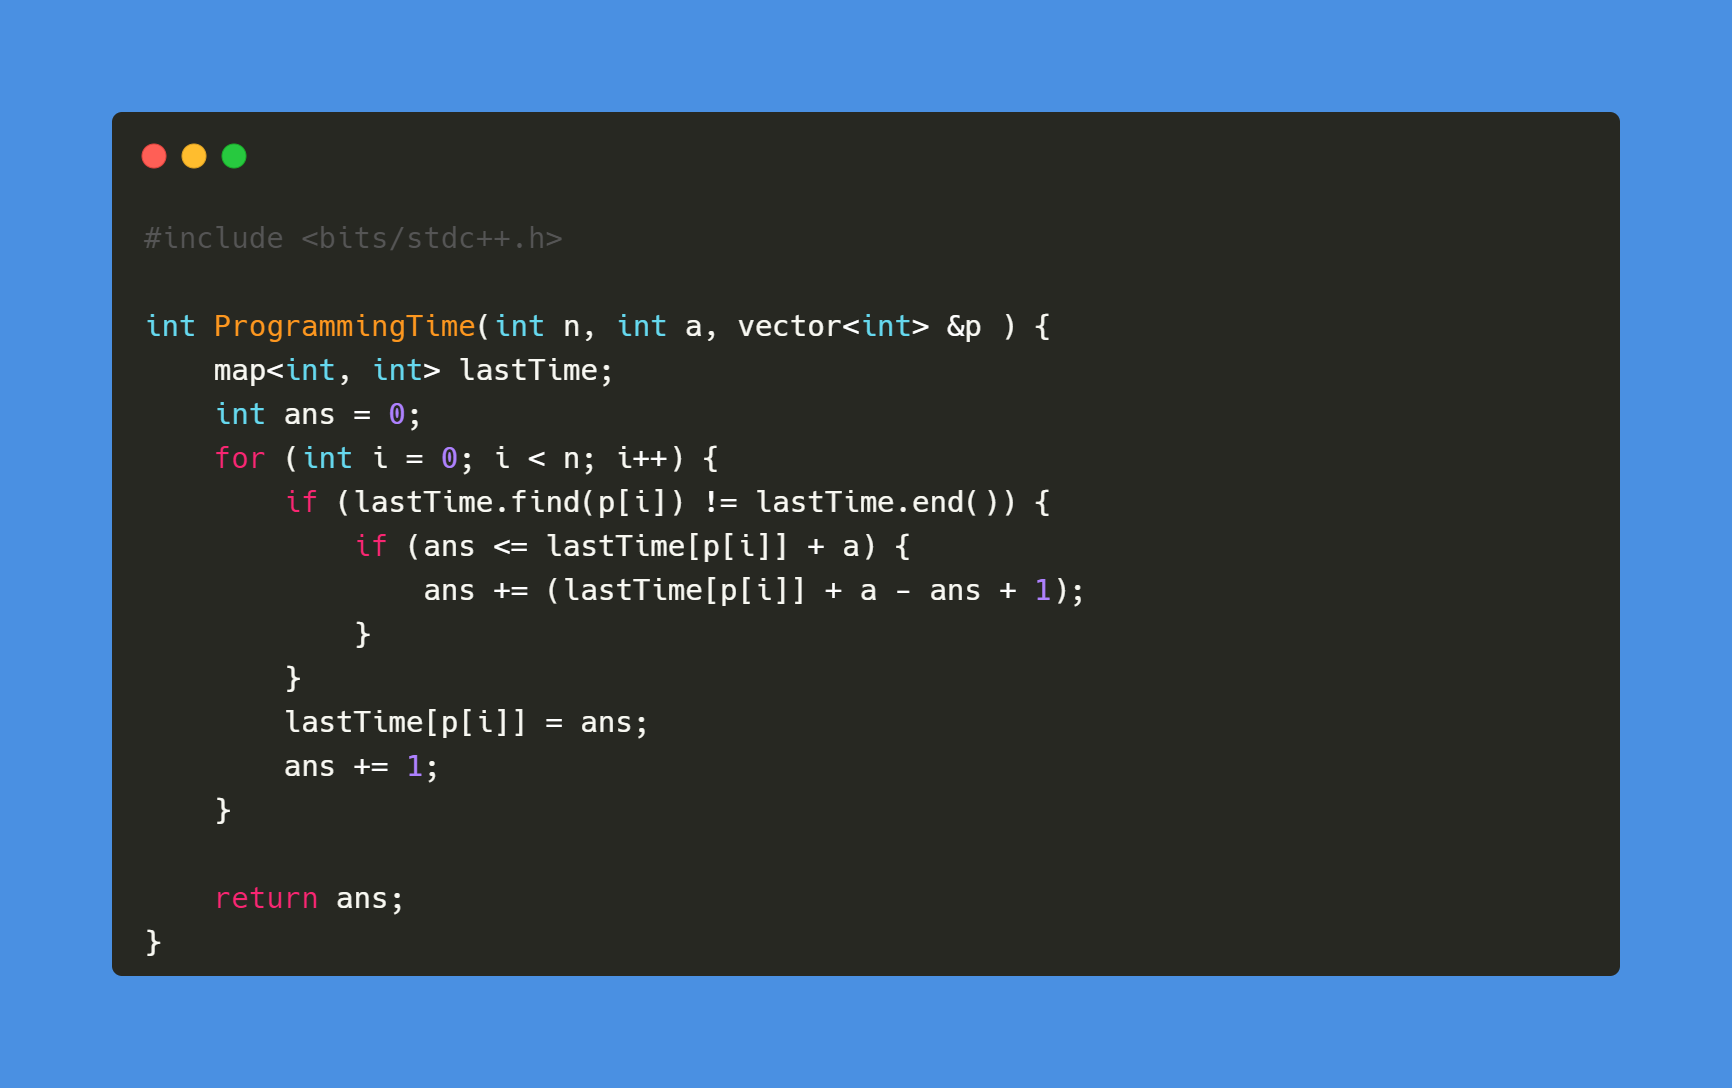 #include <bits/stdc++.h>

int ProgrammingTime(int n, int a, vector<int> &p ) {
    map<int, int> lastTime;
    int ans = 0;
    for (int i = 0; i < n; i++) {
        if (lastTime.find(p[i]) != lastTime.end()) {
            if (ans <= lastTime[p[i]] + a) {
                ans += (lastTime[p[i]] + a - ans + 1);
            }
        }
        lastTime[p[i]] = ans;
        ans += 1;
    }

    return ans;
}